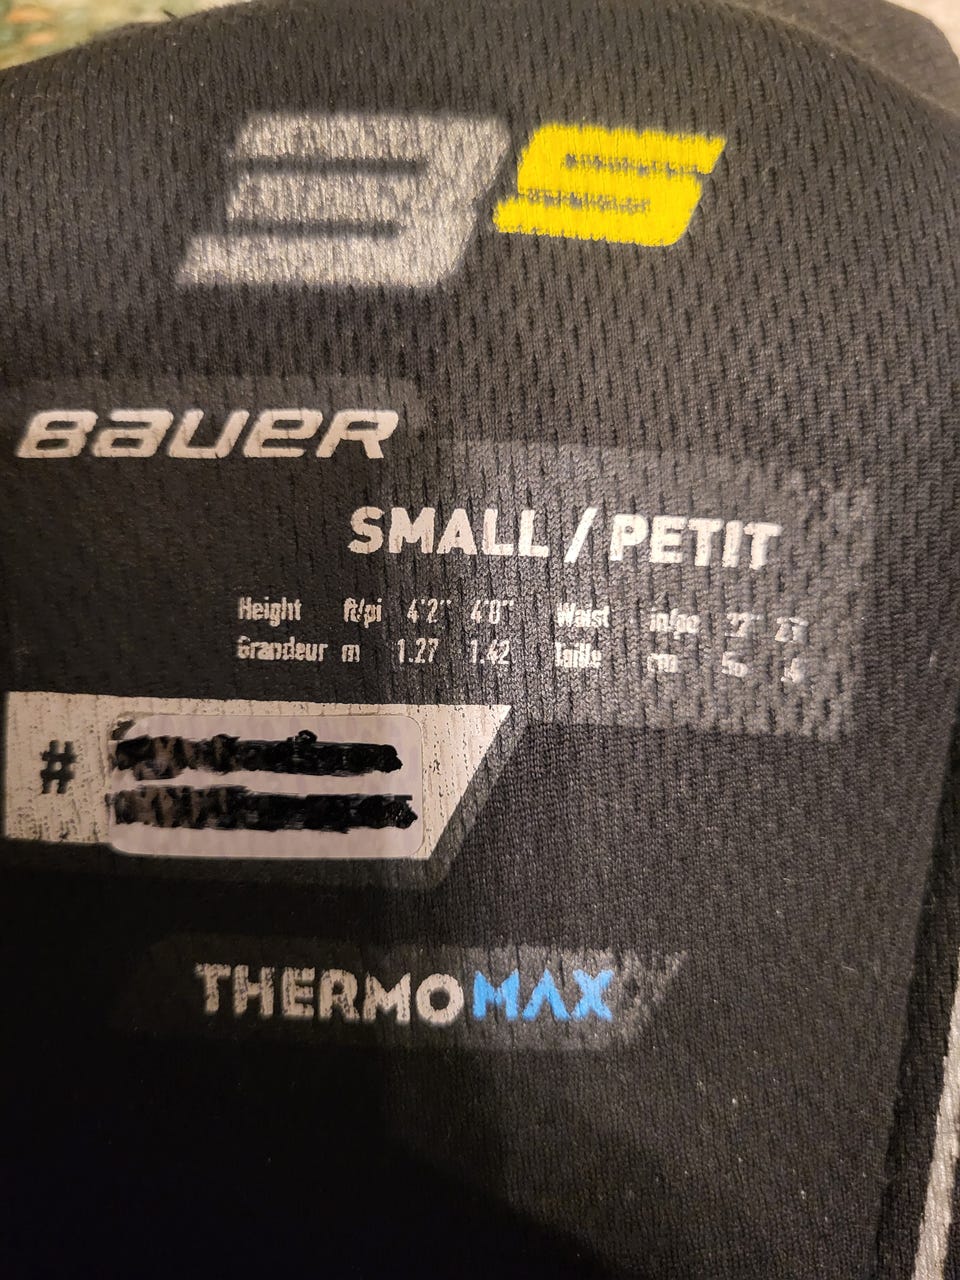 3S
BAUER
SMALL / PETIT
Height ft/pi 4'2" 4'8" Waist in/po
Grandeur m 1.27 1.42 Taille cm
#
THERMOMAX